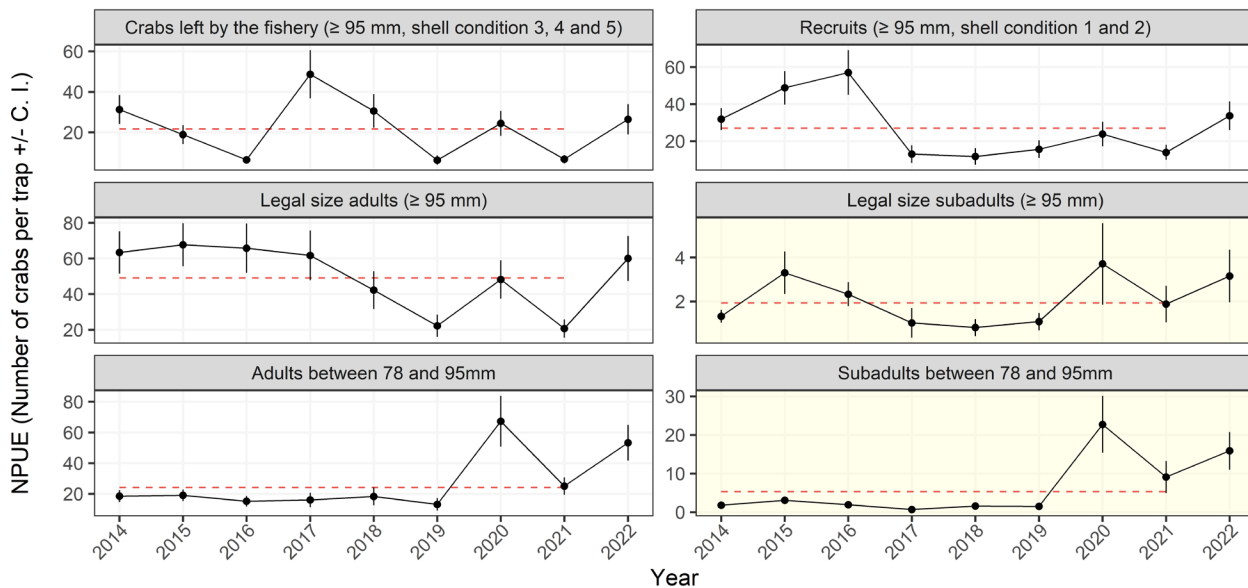 NPUE (Number of crabs per trap +/- C. I.)
Crabs left by the fishery (≥ 95 mm, shell condition 3, 4 and 5)
60
40
20
Recruits (≥ 95 mm, shell condition 1 and 2)
60
40
20
Legal size adults (≥ 95 mm)
80
60
40
20
Legal size subadults (≥ 95 mm)
4
2
Adults between 78 and 95mm
80
60
40
20
Subadults between 78 and 95mm
30
20
10
0
2014 2015 2016 2017 2018 2019 2020 2021 2022
2014 2015 2016 2017 2018 2019 2020 2021 2022
Year